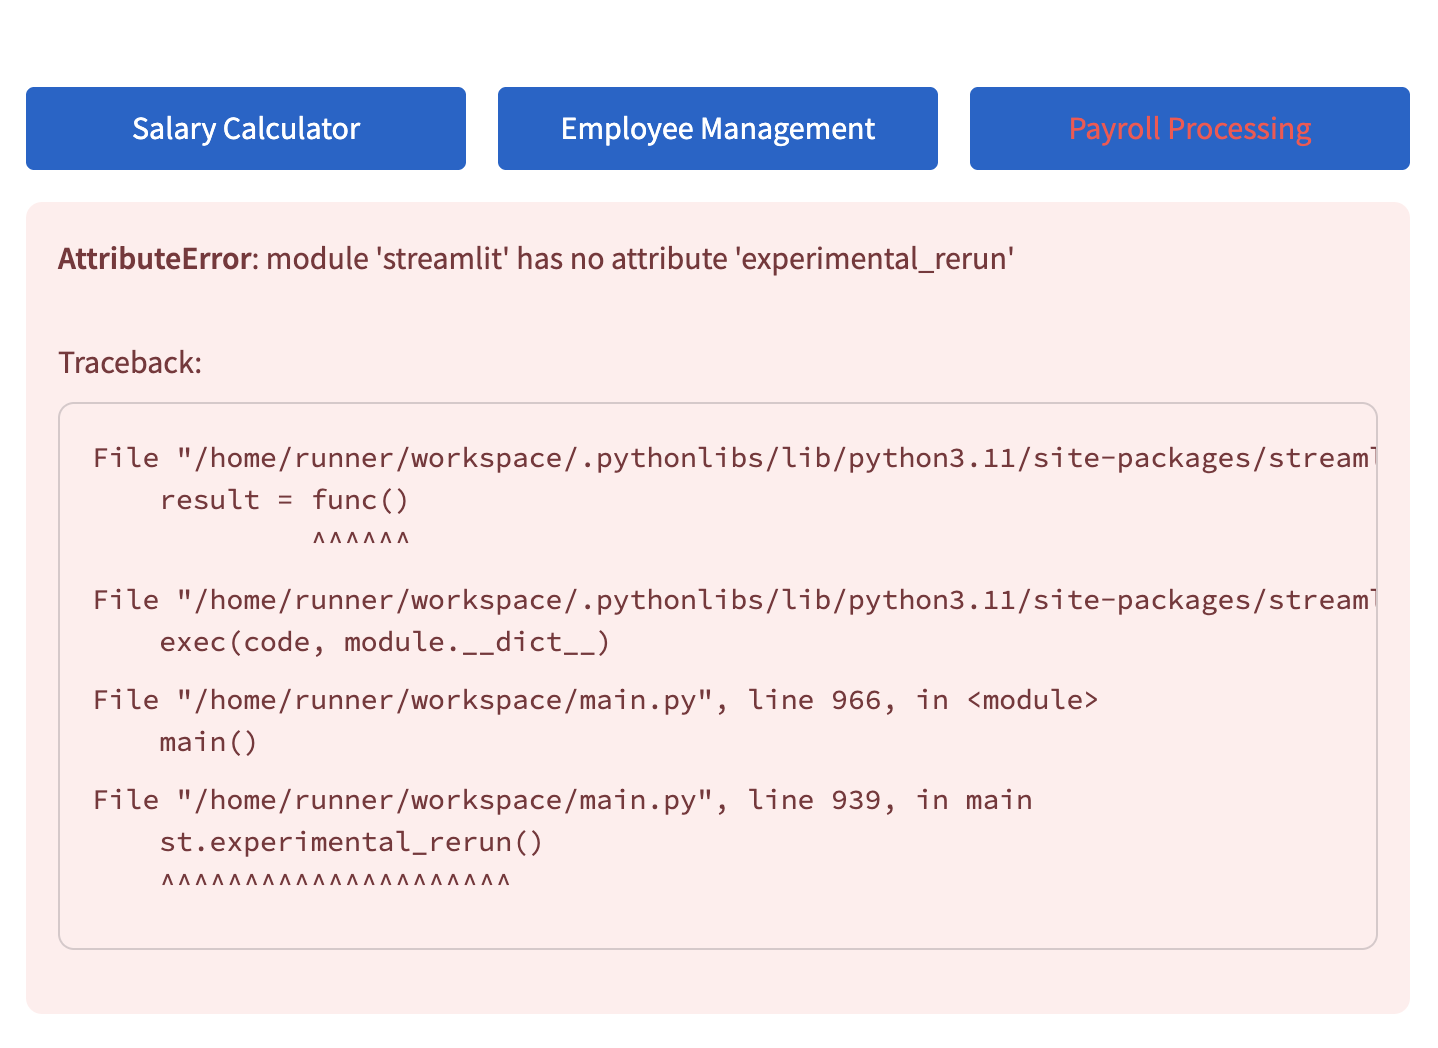 Salary Calculator
Employee Management
Payroll Processing
AttributeError: module 'streamlit' has no attribute 'experimental_rerun'
Traceback:
File "/home/runner/workspace/.pythonlibs/lib/python3.11/site-packages/streaml
    result = func()
             ^^^^^^
File "/home/runner/workspace/.pythonlibs/lib/python3.11/site-packages/streaml
    exec(code, module.__dict__)
File "/home/runner/workspace/main.py", line 966, in <module>
    main()
File "/home/runner/workspace/main.py", line 939, in main
    st.experimental_rerun()
    ^^^^^^^^^^^^^^^^^^^^^